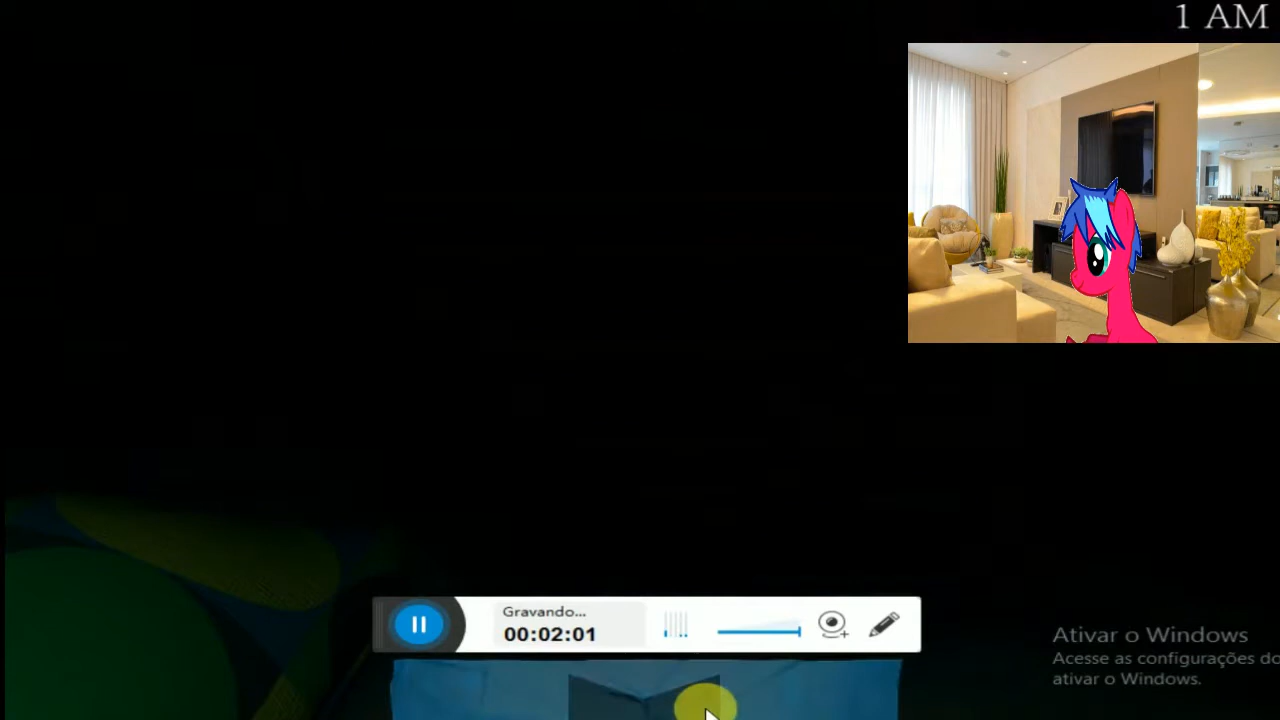 1 AM
Gravando...
00:02:01
Ativar o Windows
Acesse as configurações do
ativar o Windows.